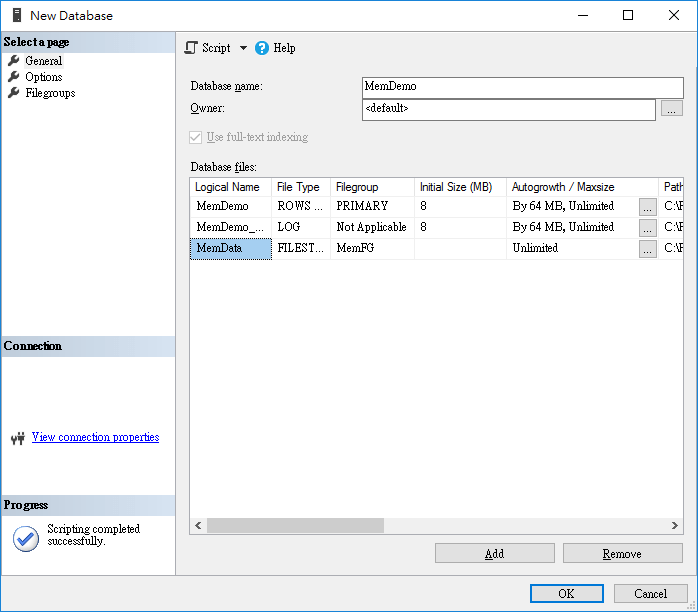 New Database
Select a page
General
Options
Filegroups
Script Help
Database name: MemDemo
Owner: <default> ...
Use full-text indexing
Database files:
Logical Name File Type Filegroup Initial Size (MB) Autogrowth / Maxsize Path
MemDemo ROWS ... PRIMARY 8 By 64 MB, Unlimited ... C:\P
MemDemo_... LOG Not Applicable 8 By 64 MB, Unlimited ... C:\P
MemData FILEST... MemFG Unlimited ... C:\P
Connection
View connection properties
Progress
Scripting completed
successfully.
Add Remove
OK Cancel